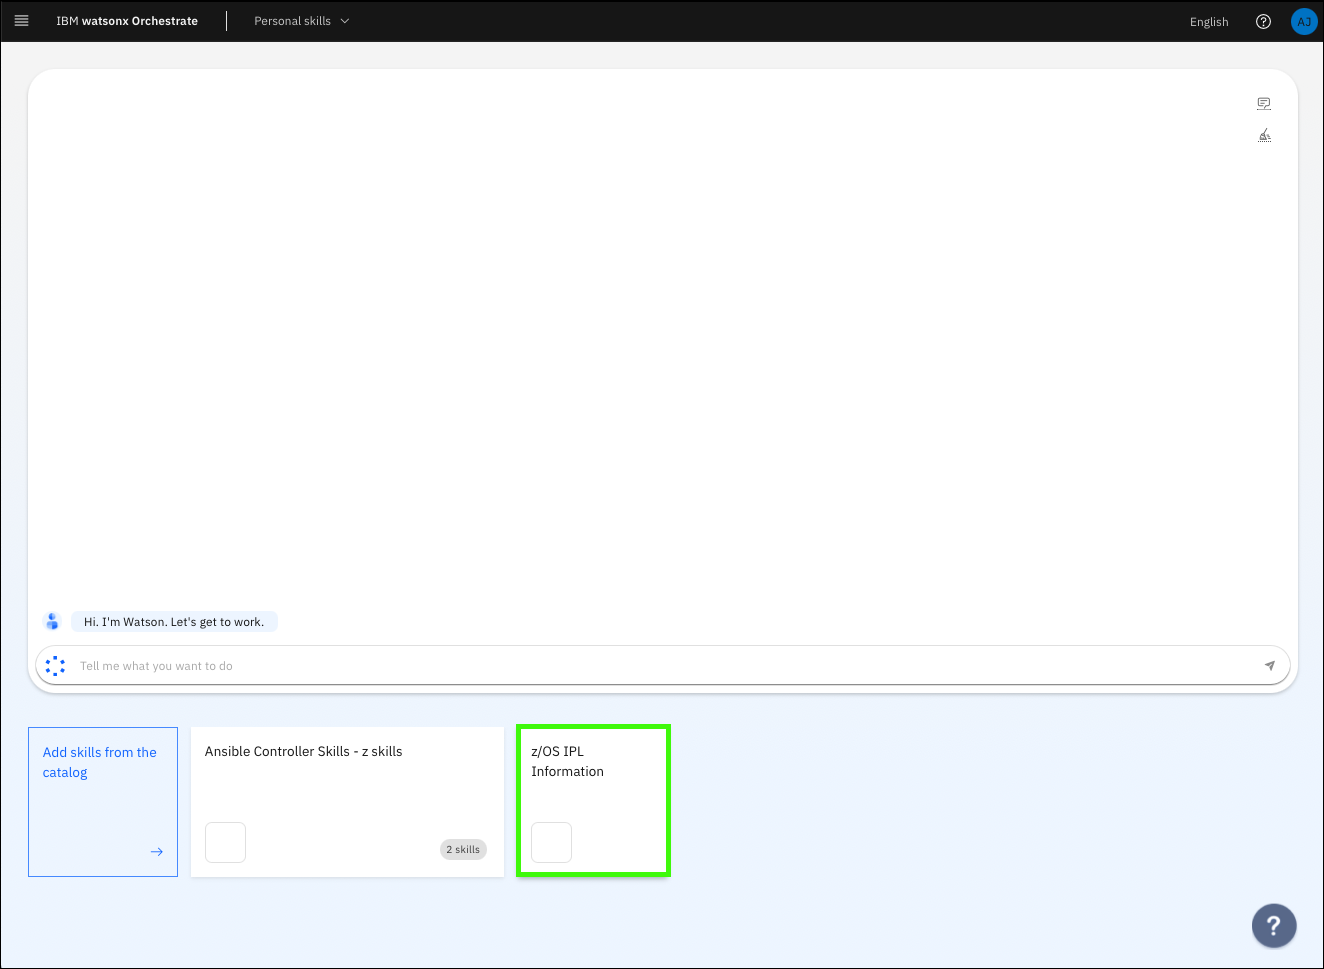 IBM watsonx Orchestrate
Personal skills
English
AJ
Hi. I'm Watson. Let's get to work.
Tell me what you want to do
Add skills from the
catalog
Ansible Controller Skills - z skills
2 skills
z/OS IPL
Information
?